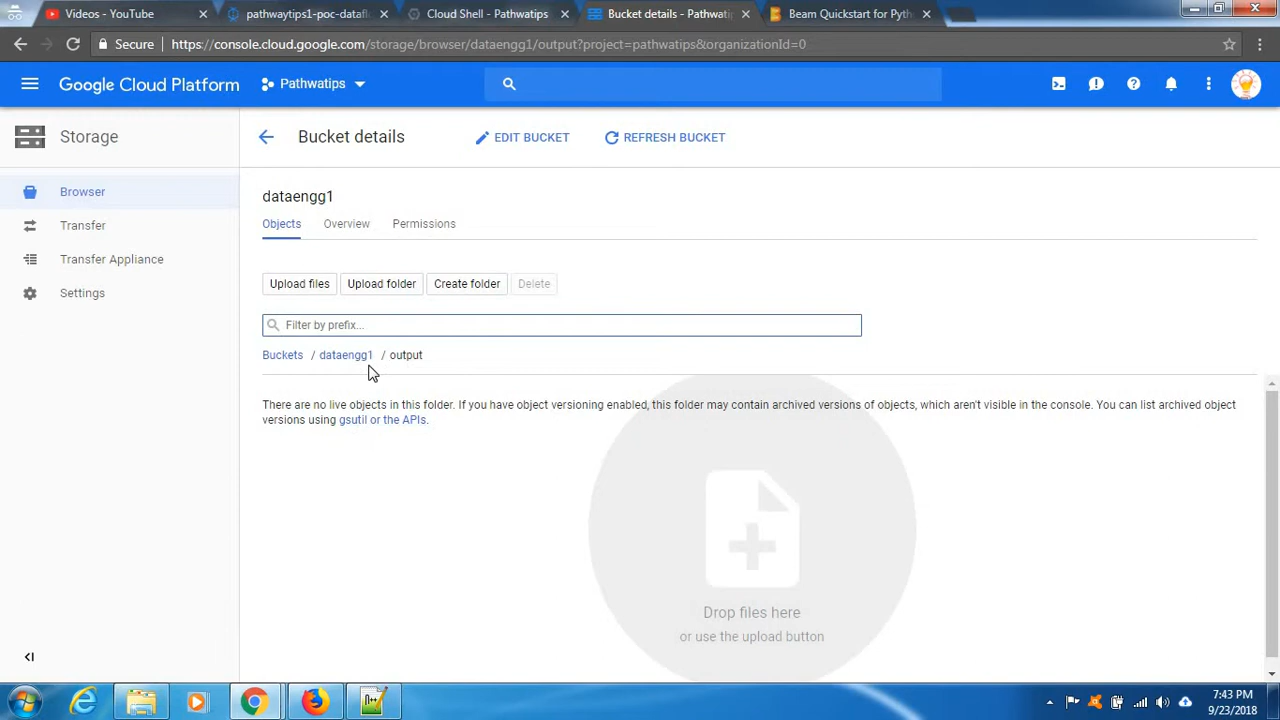 Videos - YouTube
pathwaytips1-poc-datafl
Cloud Shell - Pathwatips
Bucket details - Pathwati
Beam Quickstart for Pyth
Secure
https://console.cloud.google.com/storage/browser/dataengg1/output?project=pathwatips&organizationId=0
Google Cloud Platform
Pathwatips
Storage
Bucket details
EDIT BUCKET
REFRESH BUCKET
Browser
Transfer
Transfer Appliance
Settings
dataengg1
Objects
Overview
Permissions
Upload files
Upload folder
Create folder
Delete
Filter by prefix...
Buckets / dataengg1 / output
There are no live objects in this folder. If you have object versioning enabled, this folder may contain archived versions of objects, which aren't visible in the console. You can list archived object
versions using gsutil or the APIs.
Drop files here
or use the upload button
7:43 PM
9/23/2018